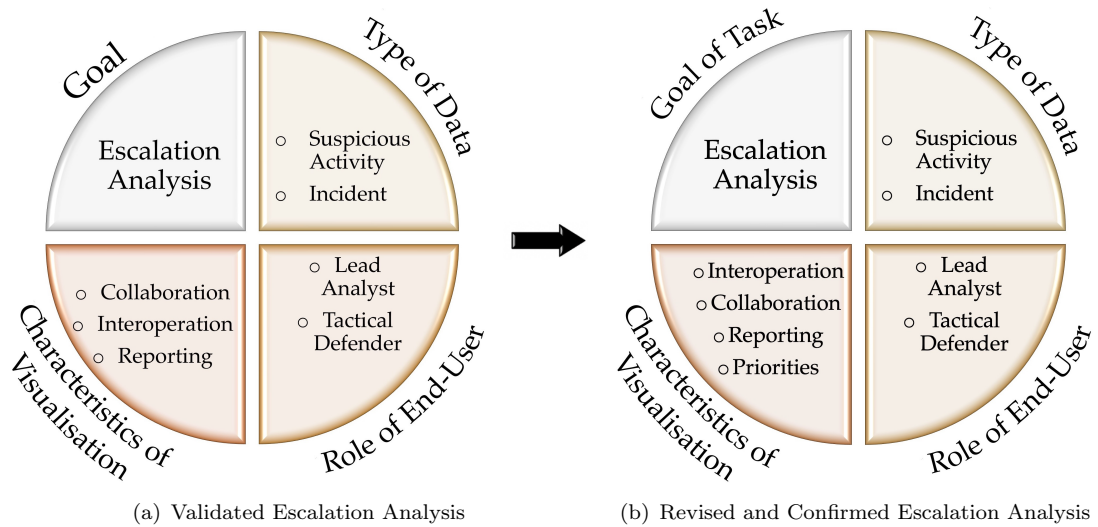 Goal
Type of Data
Escalation
Analysis
○ Suspicious
Activity
○ Incident
○ Collaboration
○ Interoperation
○ Reporting
○ Lead
Analyst
○ Tactical
Defender
Characteristics of
Visualisation
Role of End-User
(a) Validated Escalation Analysis
Goal of Task
Type of Data
Escalation
Analysis
○ Suspicious
Activity
○ Incident
○ Interoperation
○ Collaboration
○ Reporting
○ Priorities
○ Lead
Analyst
○ Tactical
Defender
Characteristics of
Visualisation
Role of End-User
(b) Revised and Confirmed Escalation Analysis